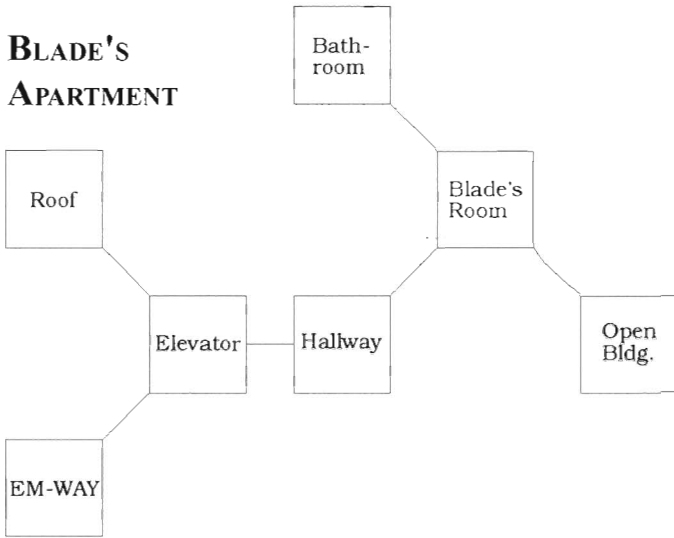 BLADE'S
APARTMENT
Bath-
room
Roof
Blade's
Room
Elevator
Hallway
Open
Bldg.
EM-WAY